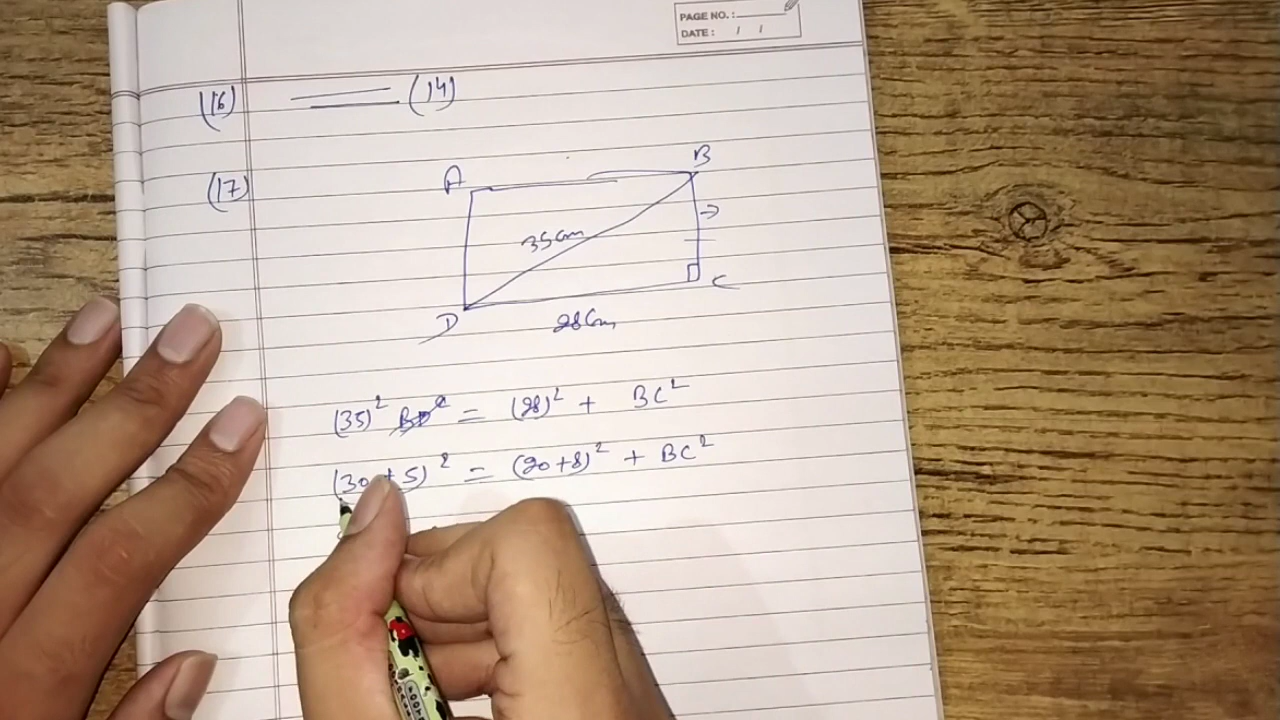 PAGE NO. :
DATE : / /
(16) (14)
(17)
A B
35cm
D C
28cm
(35)² = (28)² + BC²
(30+5)² = (20+8)² + BC²